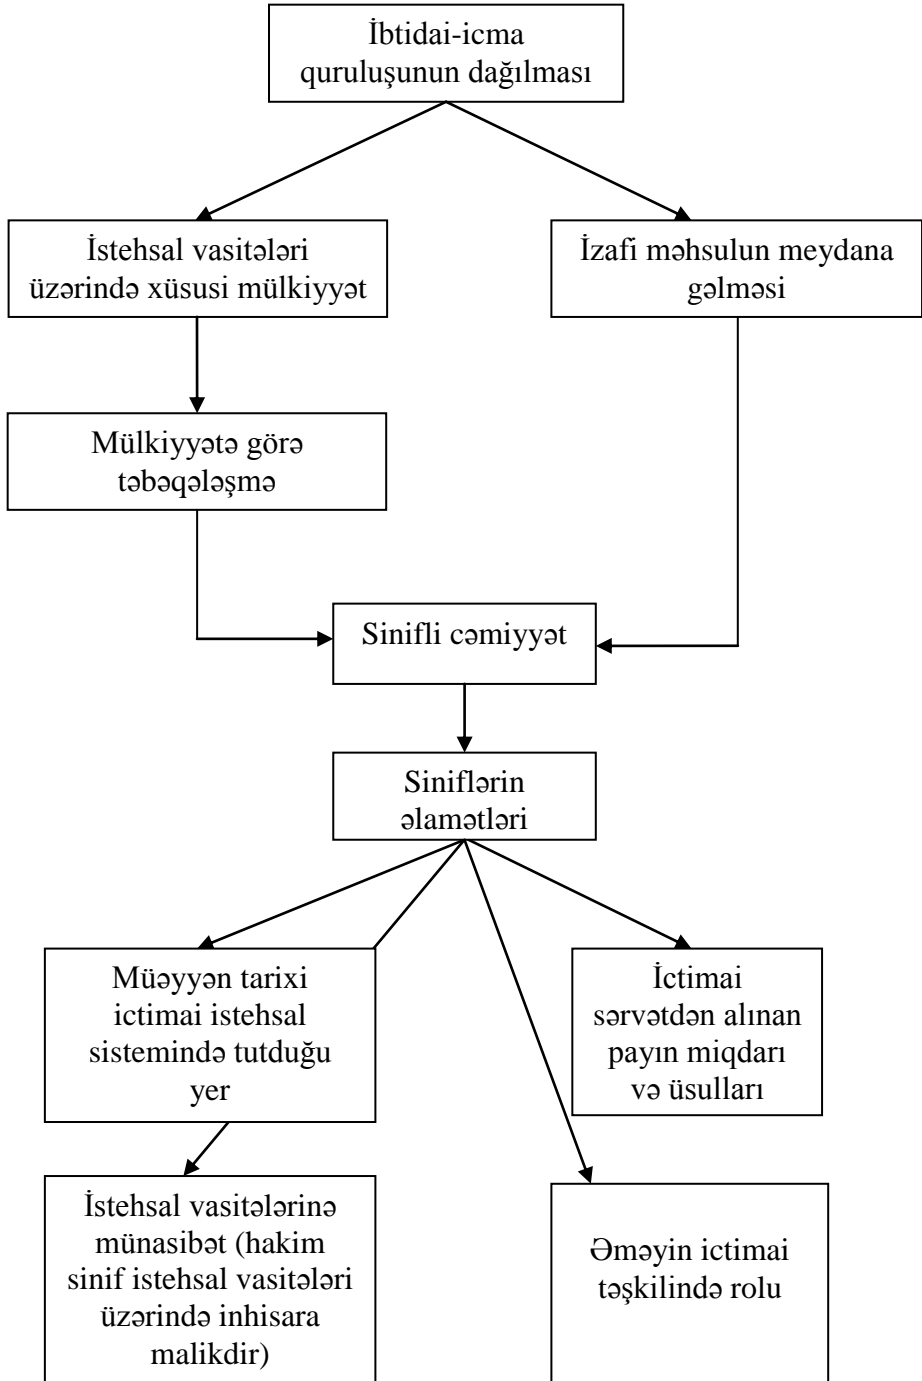 İbtidai-icma
quruluşunun dağılması
İstehsal vasitələri
üzərində xüsusi mülkiyyət
İzafi məhsulun meydana
gəlməsi
Mülkiyyətə görə
təbəqələşmə
Sinifli cəmiyyət
Siniflərin
əlamətləri
Müəyyən tarixi
ictimai istehsal
sistemində tutduğu
yer
İctimai
sərvətdən alınan
payın miqdarı
və üsulları
İstehsal vasitələrinə
münasibət (hakim
sinif istehsal vasitələri
üzərində inhisara
malikdir)
Əməyin ictimai
təşkilində rolu